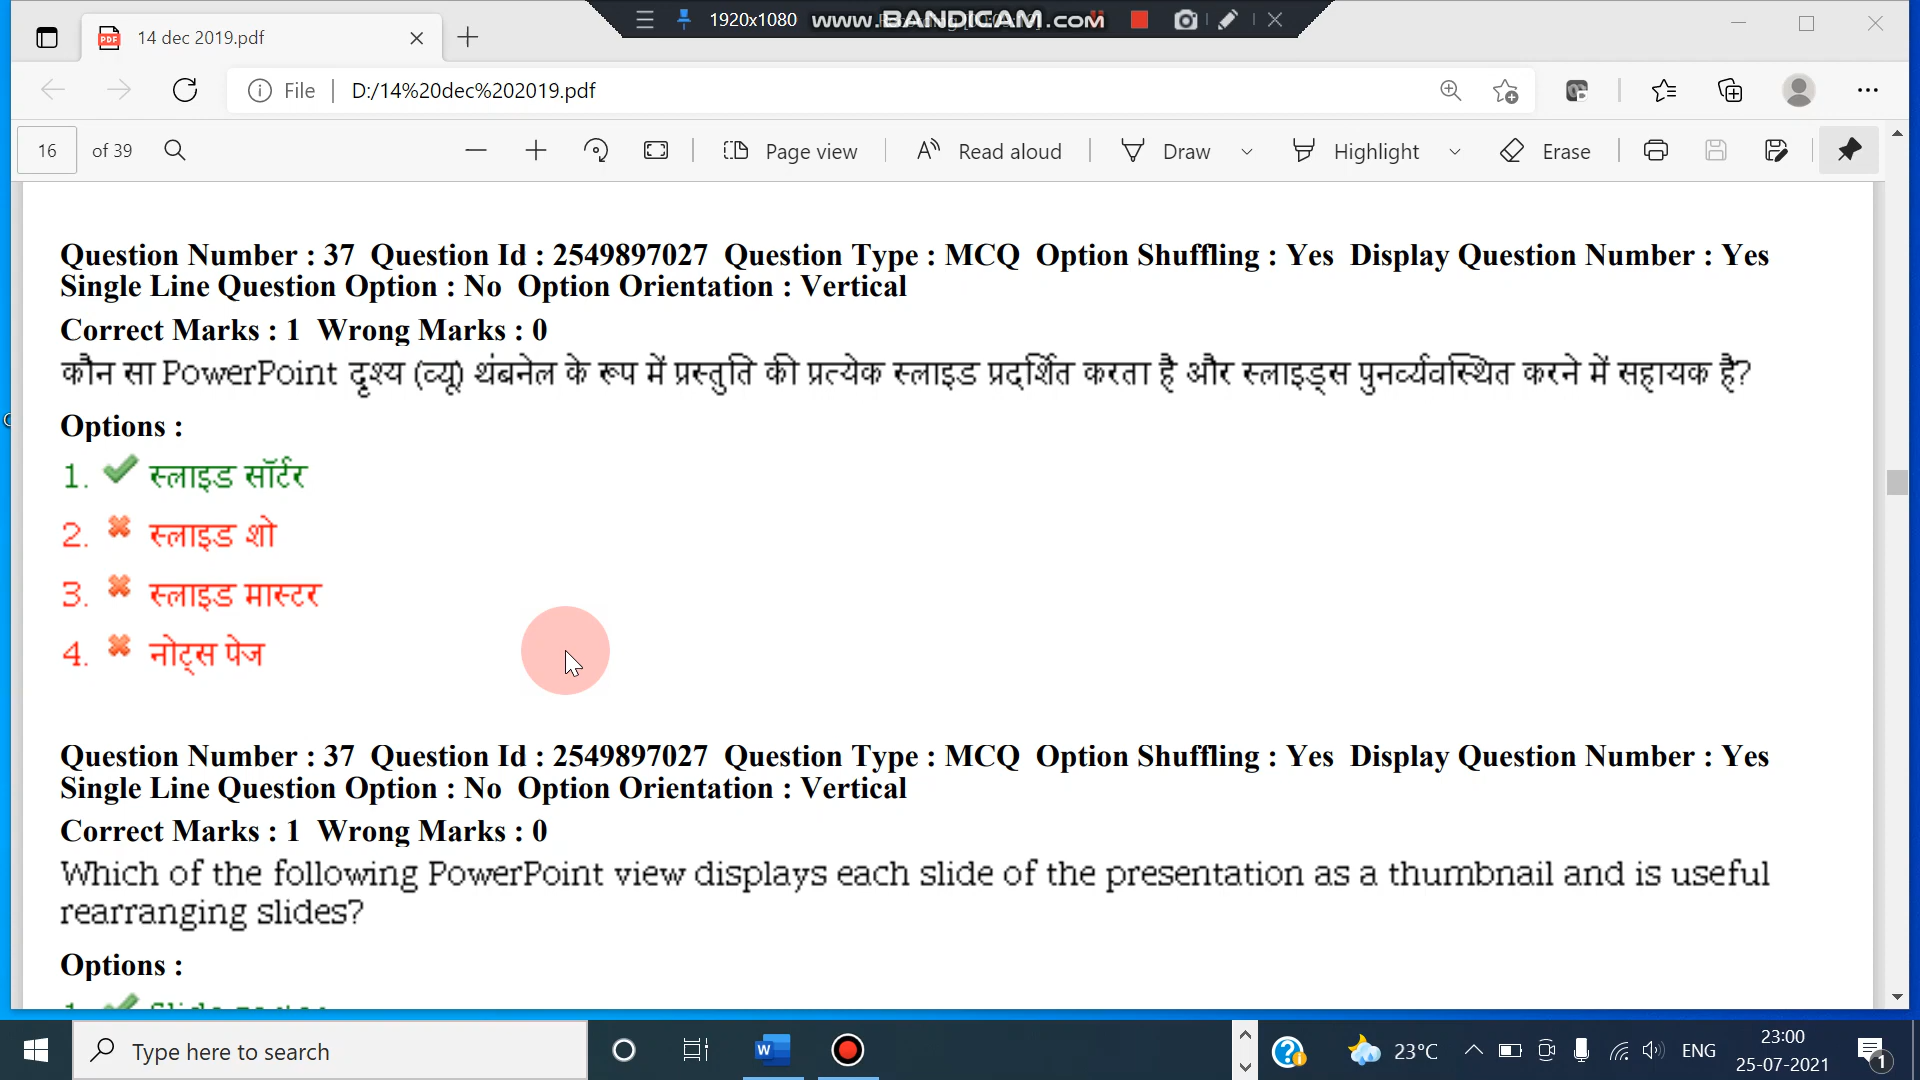 1920x1080 www.BANDICAM.com
14 dec 2019.pdf
File D:/14%20dec%202019.pdf
16 of 39 Page view Read aloud Draw Highlight Erase
Question Number : 37 Question Id : 2549897027 Question Type : MCQ Option Shuffling : Yes Display Question Number : Yes
Single Line Question Option : No Option Orientation : Vertical
Correct Marks : 1 Wrong Marks : 0
कौन सा PowerPoint दृश्य (व्यू) थंबनेल के रूप में प्रस्तुति की प्रत्येक स्लाइड प्रदर्शित करता है और स्लाइड्स पुनर्व्यवस्थित करने में सहायक है?
Options :
1. स्लाइड सॉर्टर
2. स्लाइड शो
3. स्लाइड मास्टर
4. नोट्स पेज
Question Number : 37 Question Id : 2549897027 Question Type : MCQ Option Shuffling : Yes Display Question Number : Yes
Single Line Question Option : No Option Orientation : Vertical
Correct Marks : 1 Wrong Marks : 0
Which of the following PowerPoint view displays each slide of the presentation as a thumbnail and is useful
rearranging slides?
Options :
Type here to search
23°C
ENG
23:00
25-07-2021
1